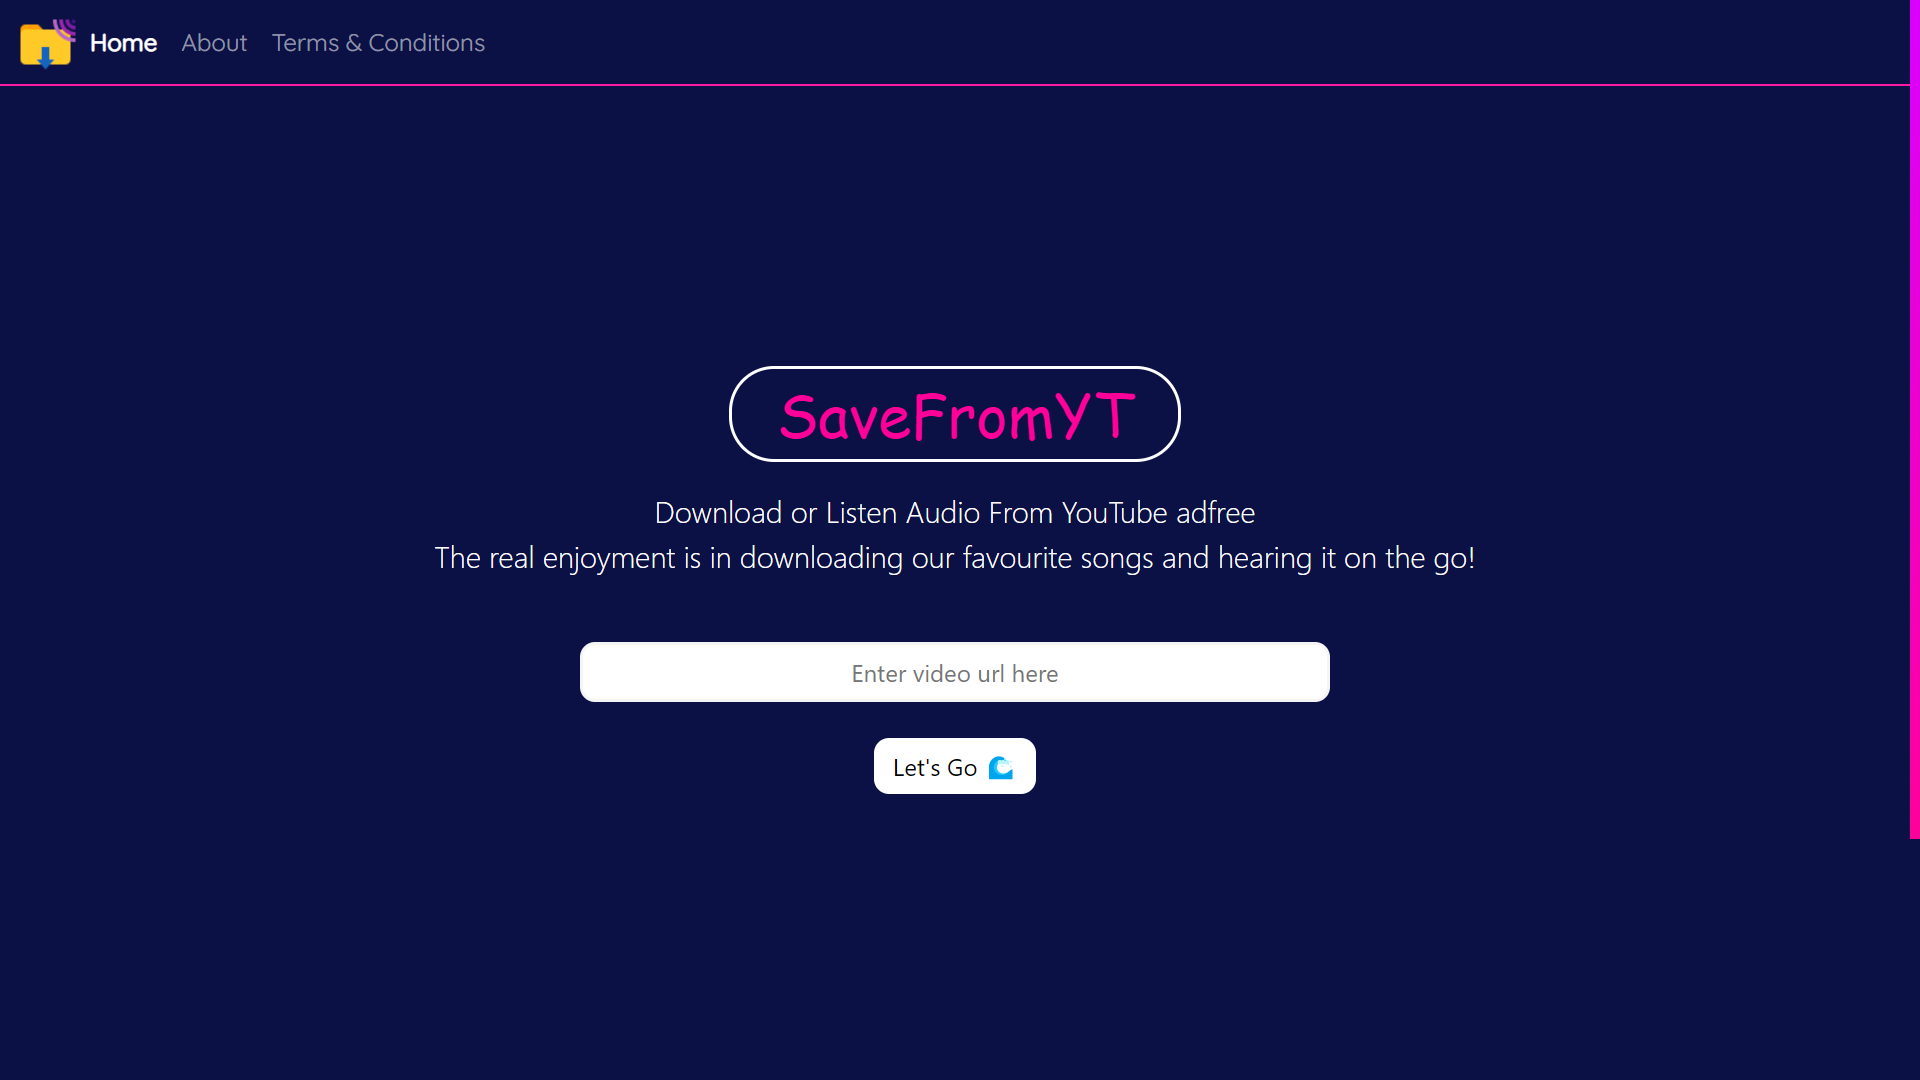 Home About Terms & Conditions
SaveFromYT
Download or Listen Audio From YouTube adfree
The real enjoyment is in downloading our favourite songs and hearing it on the go!
Enter video url here
Let's Go 🌊